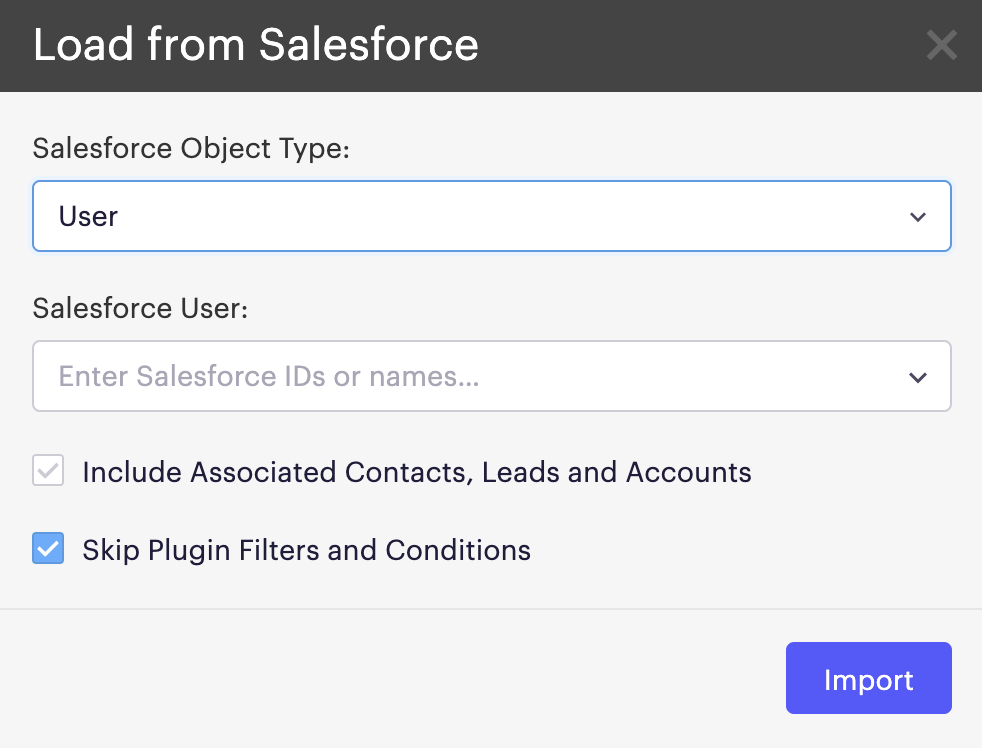 Load from Salesforce
Salesforce Object Type:
User
Salesforce User:
Enter Salesforce IDs or names...
Include Associated Contacts, Leads and Accounts
Skip Plugin Filters and Conditions
Import